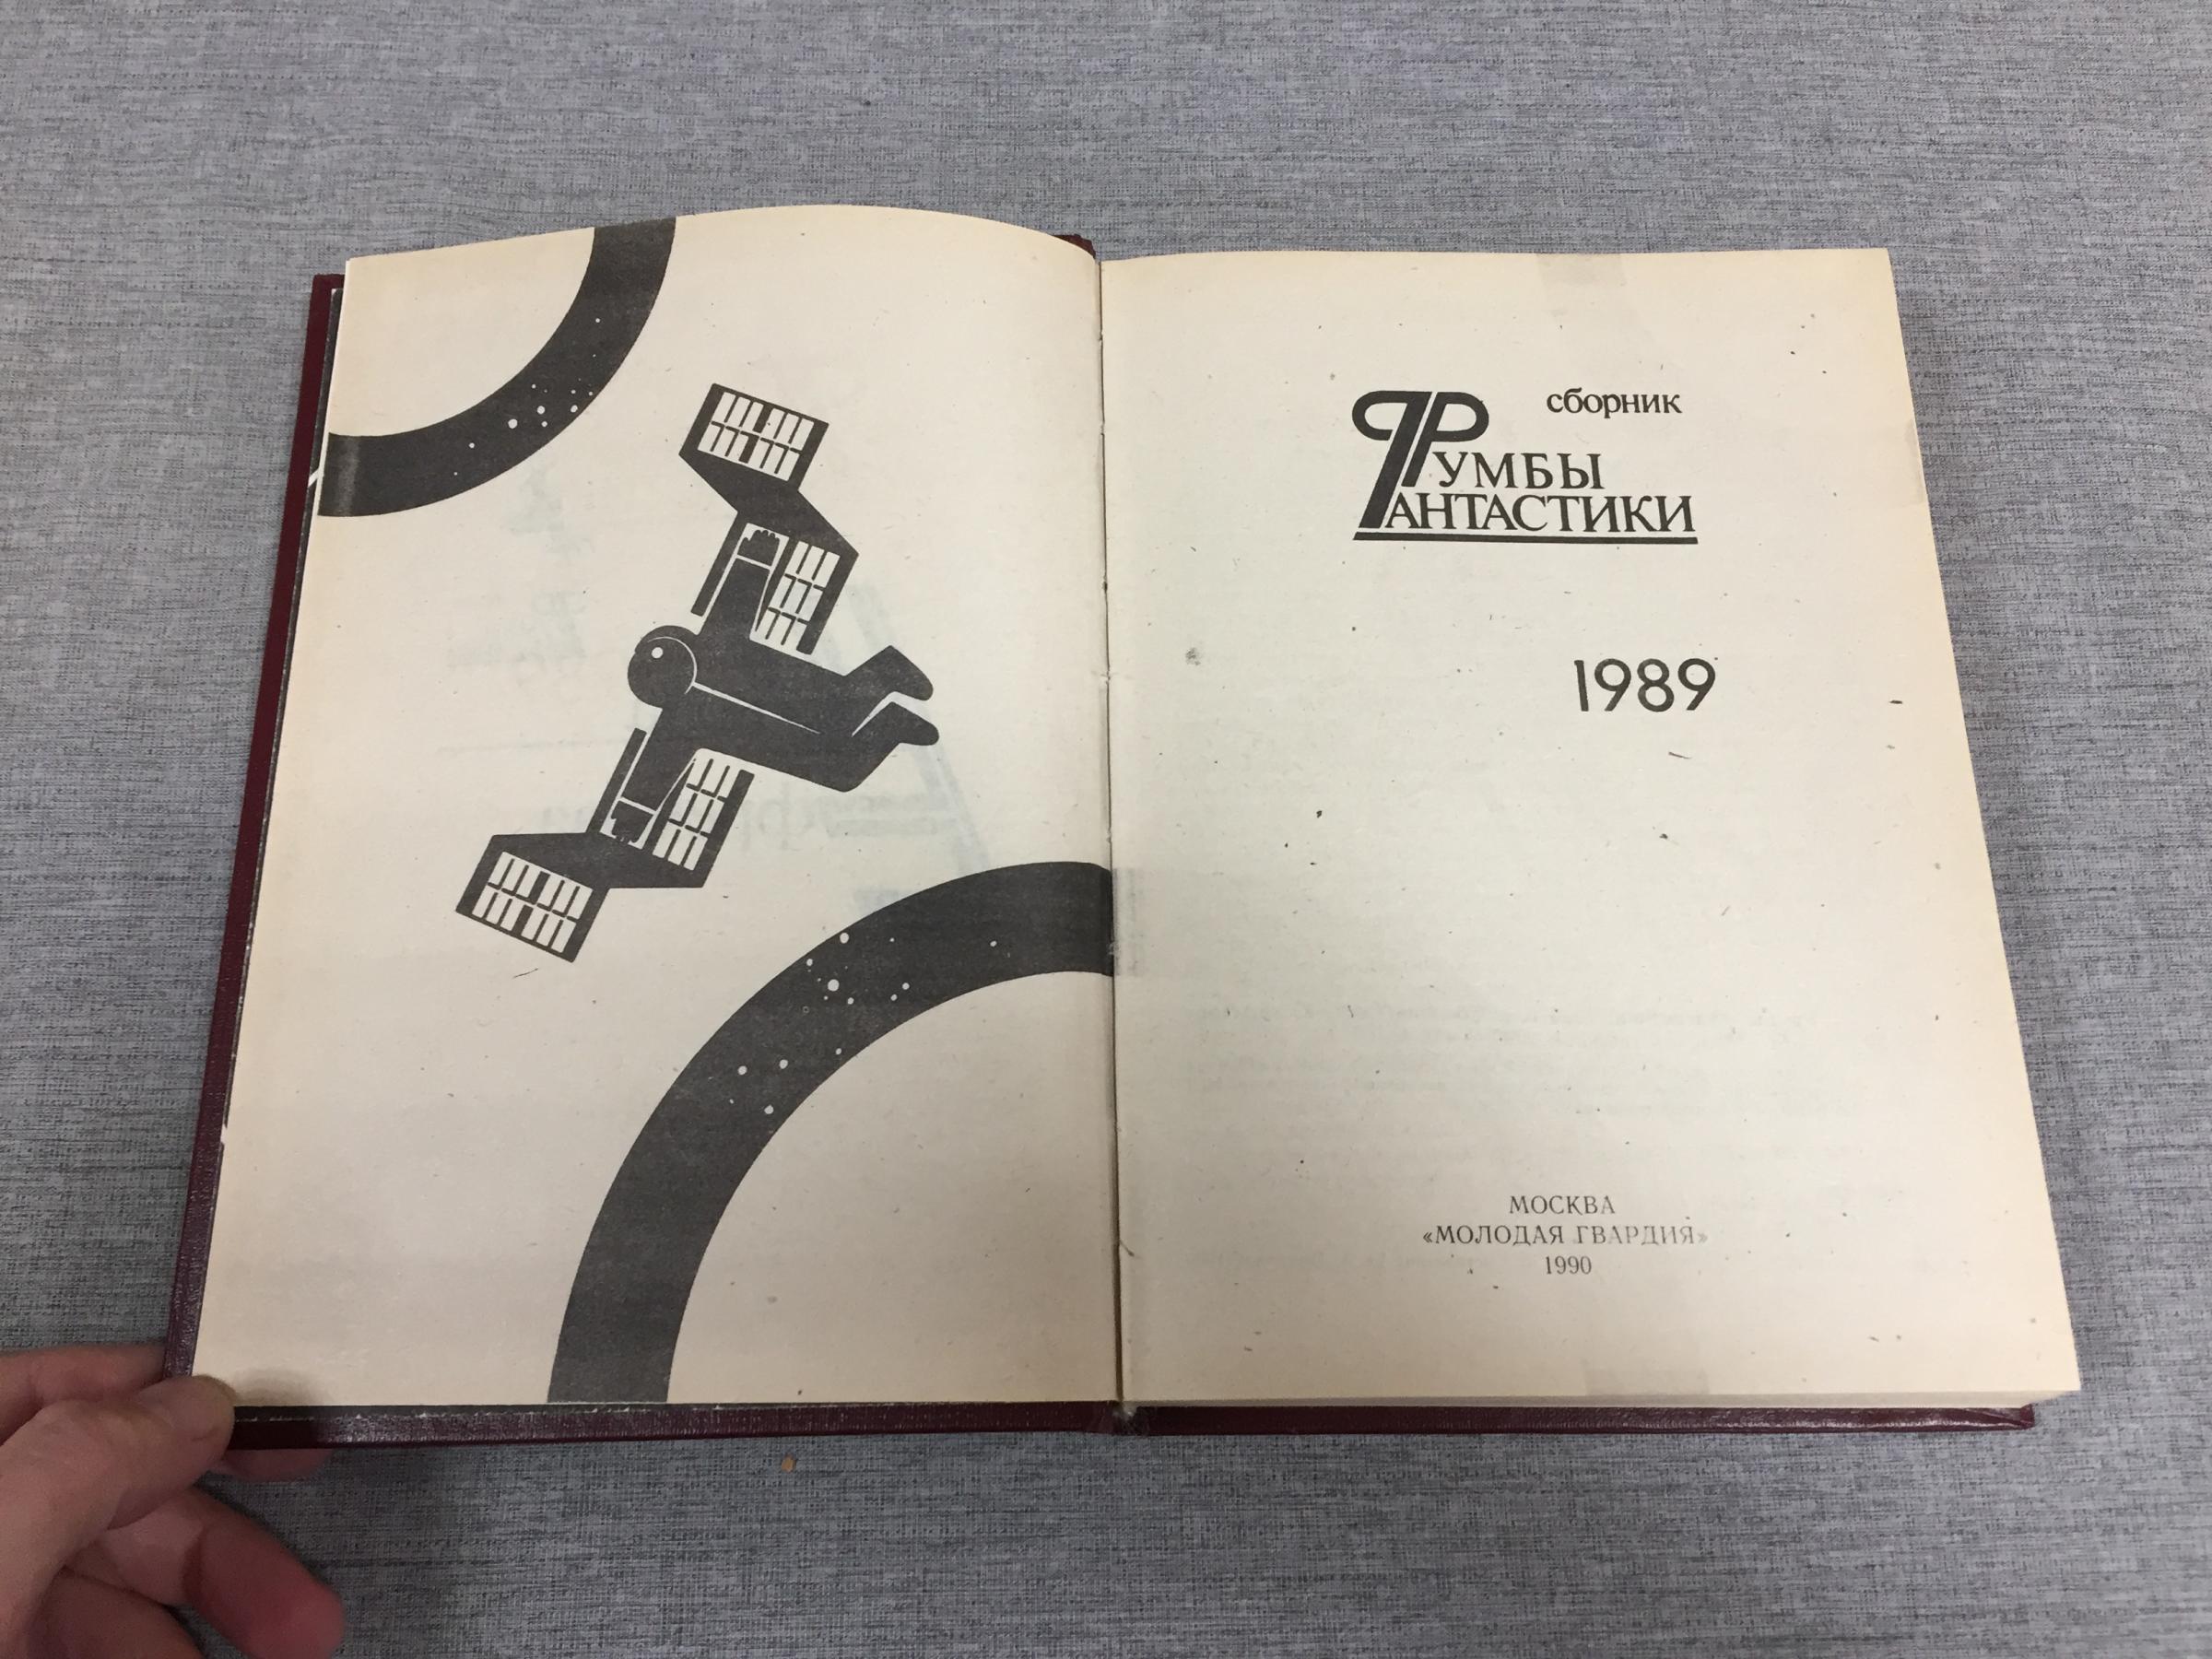 сборник
РУМБЫ
ФАНТАСТИКИ
1989
МОСКВА
«МОЛОДАЯ ГВАРДИЯ»
1990